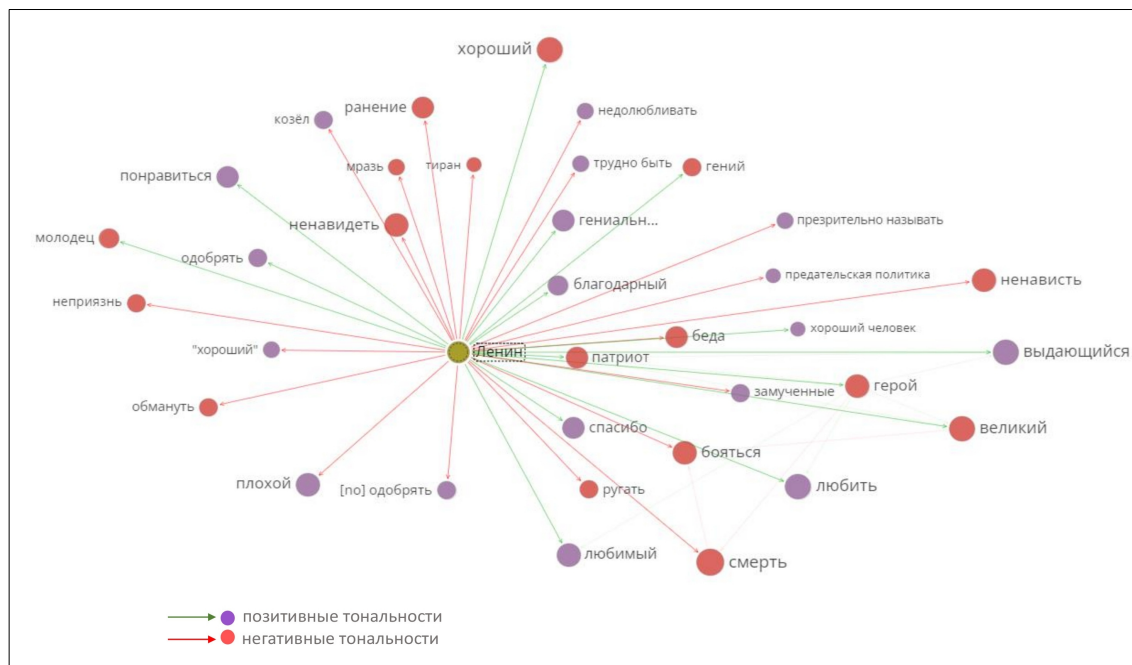 хороший
ранение
козёл
недолюбливать
мразь
тиран
трудно быть
гений
понравиться
ненавидеть
гениальн...
презрительно называть
молодец
одобрять
благодарный
предательская политика
ненависть
неприязнь
хороший человек
беда
"хороший"
Ленин
патриот
выдающийся
замученные
герой
обмануть
спасибо
великий
бояться
плохой
[no] одобрять
ругать
любить
любимый
смерть
позитивные тональности
негативные тональности